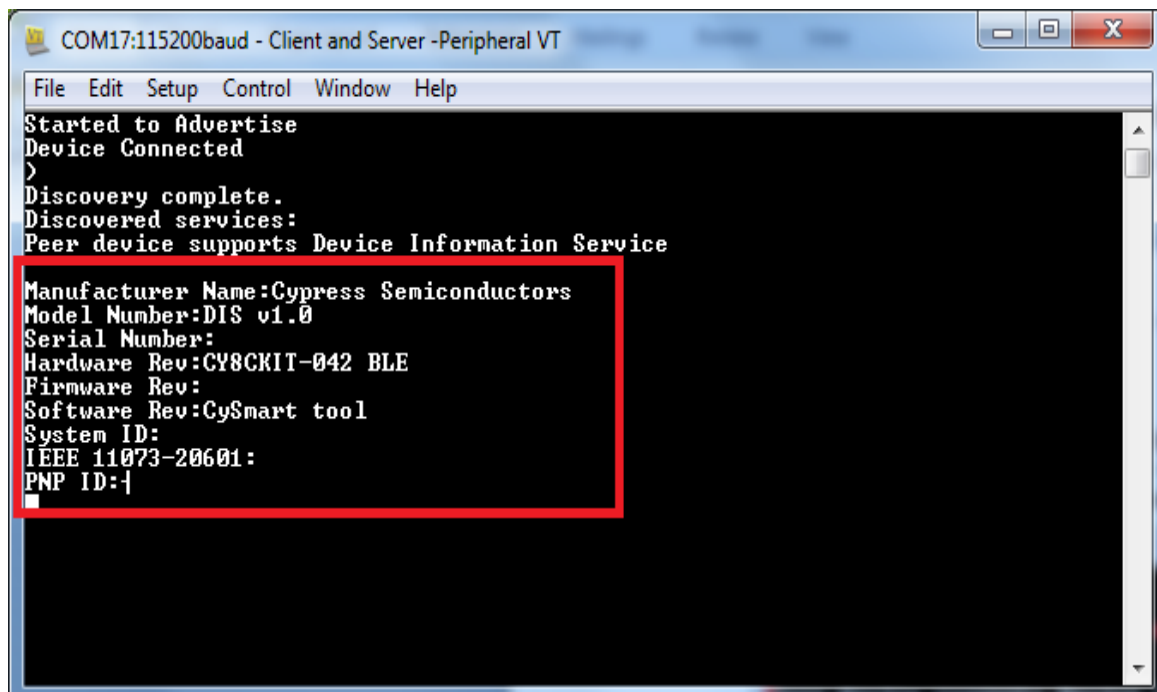 COM17:115200baud - Client and Server -Peripheral VT
File Edit Setup Control Window Help
Started to Advertise
Device Connected
)
Discovery complete.
Discovered services:
Peer device supports Device Information Service
Manufacturer Name:Cypress Semiconductors
Model Number:DIS v1.0
Serial Number:
Hardware Rev:CY8CKIT-042 BLE
Firmware Rev:
Software Rev:CySmart tool
System ID:
IEEE 11073-20601:
PNP ID:┤